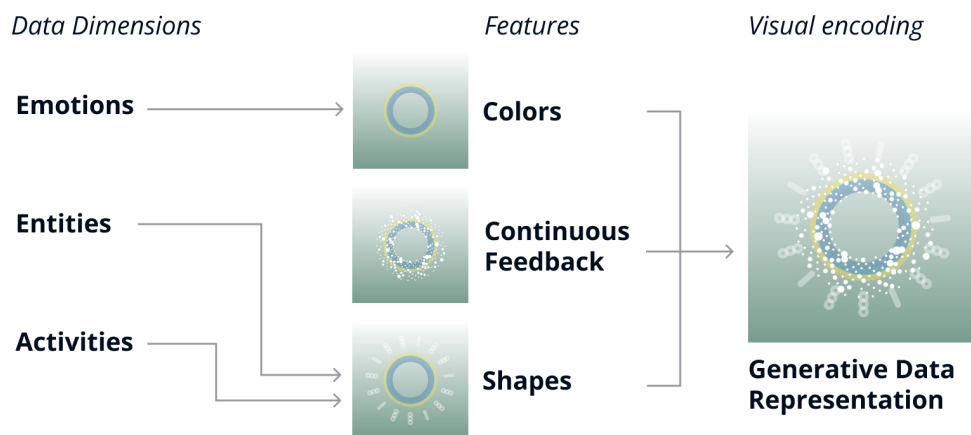 Data Dimensions
Features
Visual encoding
Emotions
Colors
Entities
Continuous
Feedback
Activities
Shapes
Generative Data
Representation